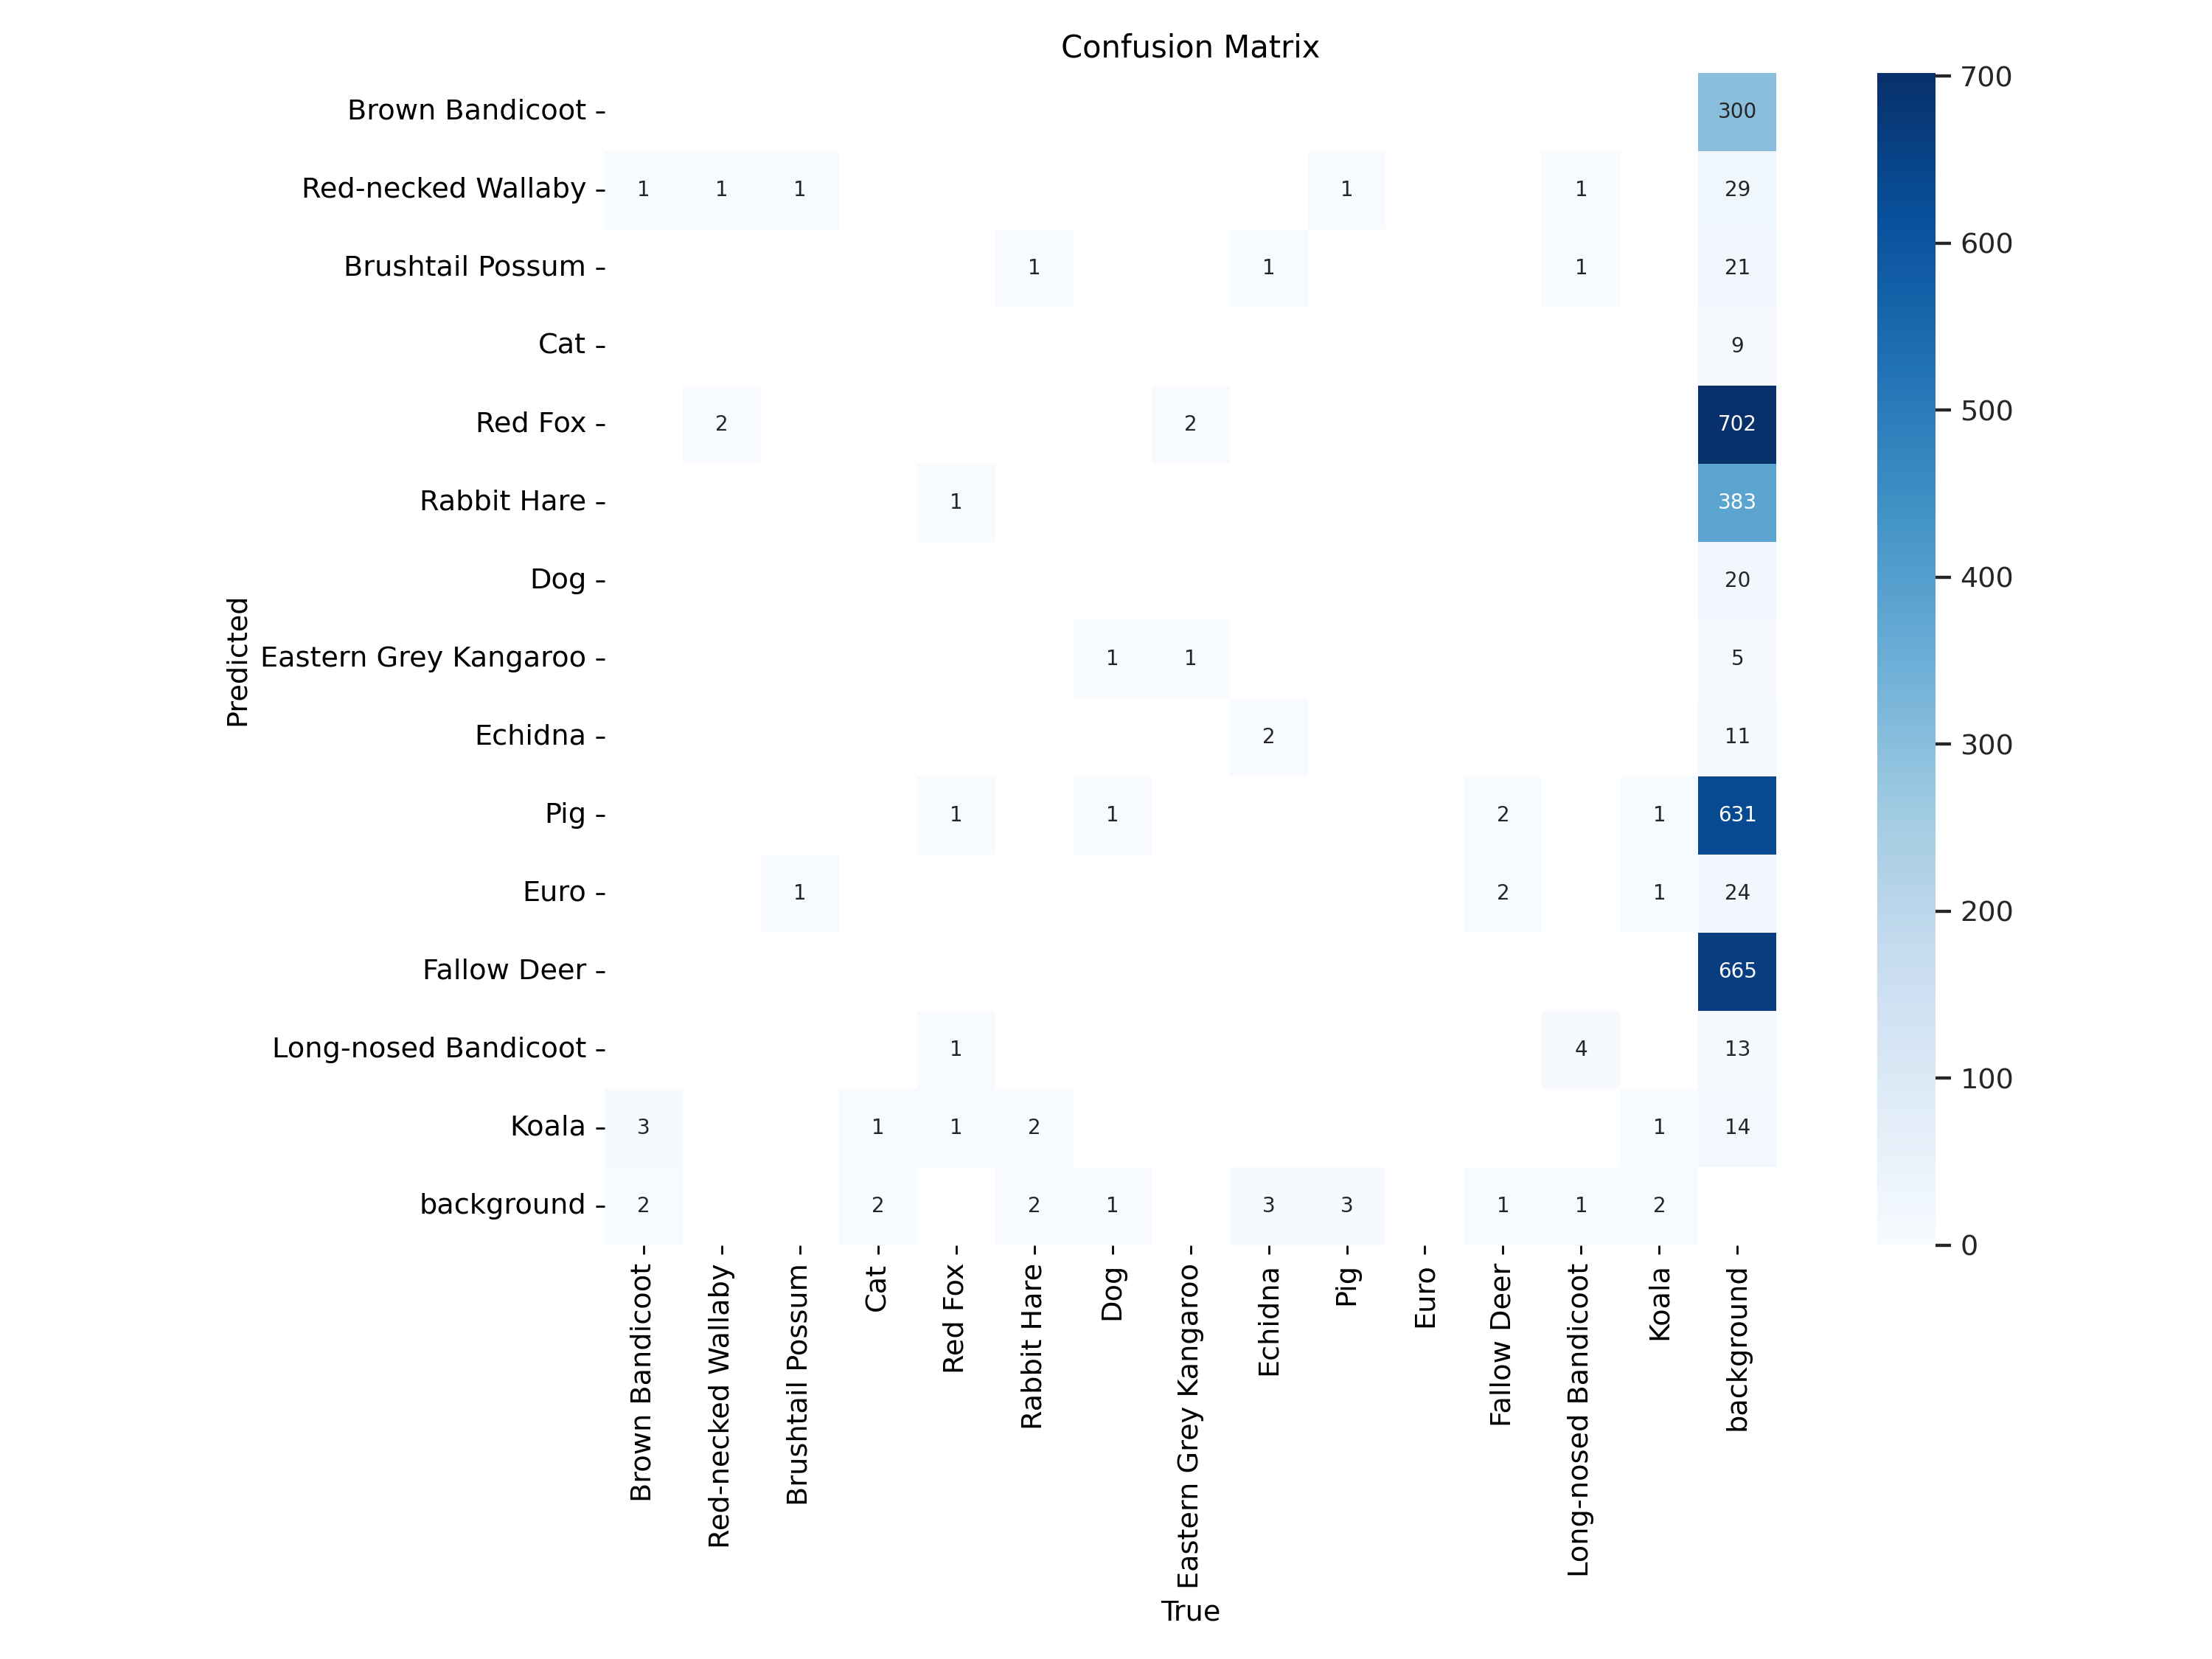 Confusion Matrix
Brown Bandicoot 300
Red-necked Wallaby 1 1 1 1 1 29
Brushtail Possum 1 1 1 21
Cat 9
Red Fox 2 2 702
Rabbit Hare 1 383
Dog 20
Eastern Grey Kangaroo 1 1 5
Echidna 2 11
Pig 1 1 2 1 631
Euro 1 2 1 24
Fallow Deer 665
Long-nosed Bandicoot 1 4 13
Koala 3 1 1 2 1 14
background 2 2 2 1 3 3 1 1 2
Predicted
Brown Bandicoot
Red-necked Wallaby
Brushtail Possum
Cat
Red Fox
Rabbit Hare
Dog
Eastern Grey Kangaroo
Echidna
Pig
Euro
Fallow Deer
Long-nosed Bandicoot
Koala
background
True
700
600
500
400
300
200
100
0